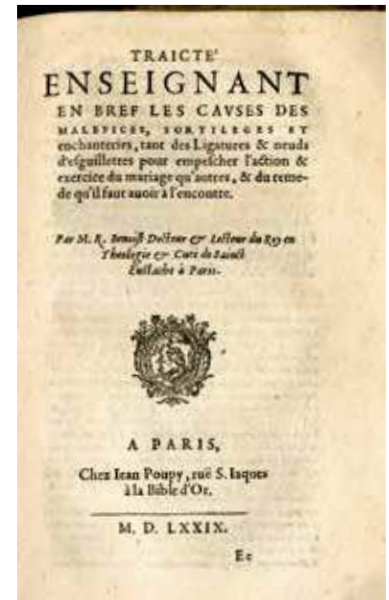 TRAICTE'
ENSEIGNANT
EN BREF LES CAVSES DES
MALEFICES, SORTILEGES ET
enchanteries, tant des Ligatures & neuds
d'esguillettes pour empescher l'action &
exercice du mariage qu'autres, & du reme-
de qu'il faut auoir à l'encontre.
Par M. R. Benoist Docteur & Lecteur du Roy en
Theologie & Curé de Sainct
Eustache à Paris.
A PARIS,
Chez Iean Poupy, ruë S. Iaques
à la Bible d'Or.
M. D. LXXIX.
Ee